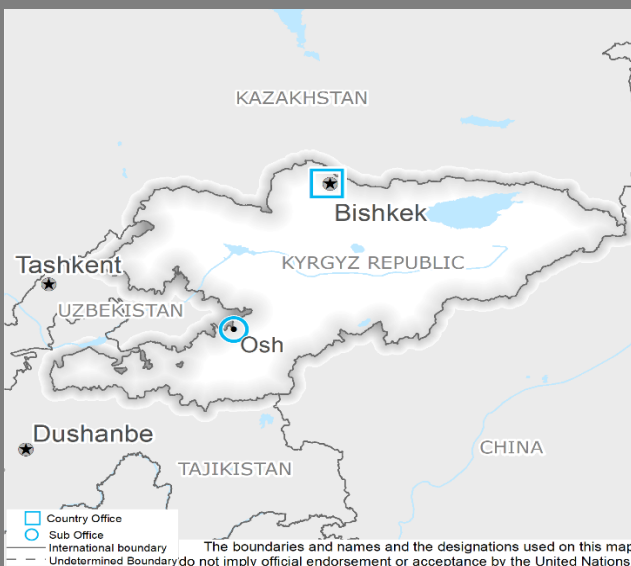 KAZAKHSTAN
Bishkek
Tashkent
KYRGYZ REPUBLIC
UZBEKISTAN
Osh
Dushanbe
CHINA
TAJIKISTAN
Country Office
Sub Office
International boundary
Undetermined Boundary
The boundaries and names and the designations used on this map
do not imply official endorsement or acceptance by the United Nations